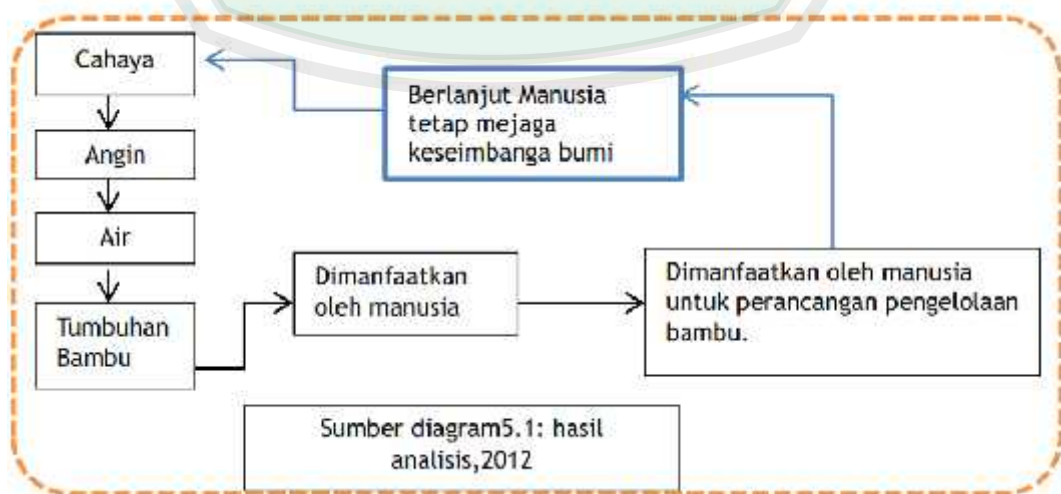 Cahaya
Angin
Air
Tumbuhan
Bambu
Dimanfaatkan
oleh manusia
Dimanfaatkan oleh manusia
untuk perancangan pengelolaan
bambu.
Berlanjut Manusia
tetap mejaga
keseimbanga bumi
Sumber diagram5.1: hasil
analisis,2012